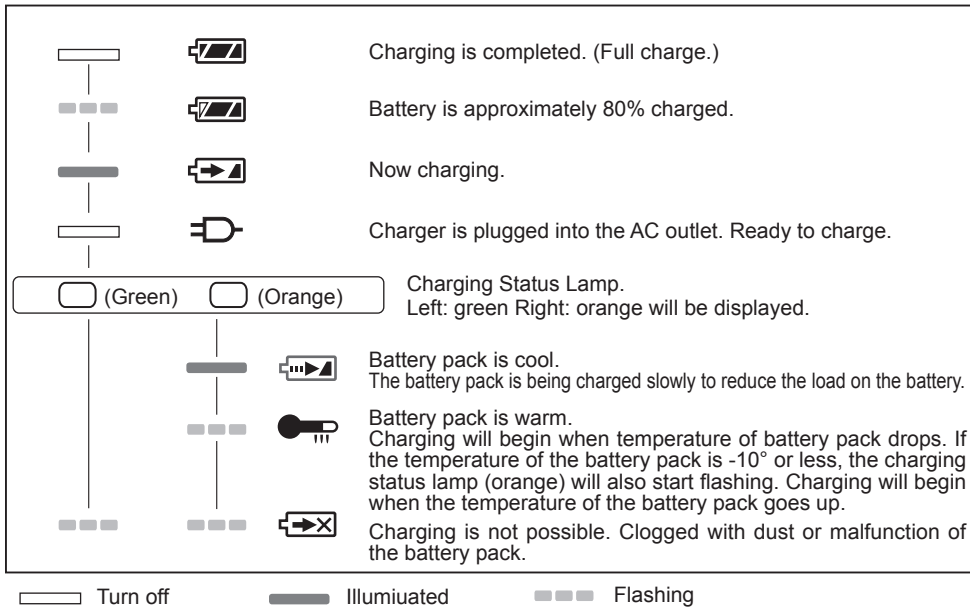 Charging is completed. (Full charge.)
Battery is approximately 80% charged.
Now charging.
Charger is plugged into the AC outlet. Ready to charge.
(Green) (Orange)
Charging Status Lamp.
Left: green Right: orange will be displayed.
Battery pack is cool.
The battery pack is being charged slowly to reduce the load on the battery.
Battery pack is warm.
Charging will begin when temperature of battery pack drops. If
the temperature of the battery pack is -10° or less, the charging
status lamp (orange) will also start flashing. Charging will begin
when the temperature of the battery pack goes up.
Charging is not possible. Clogged with dust or malfunction of
the battery pack.
Turn off Illumiuated Flashing